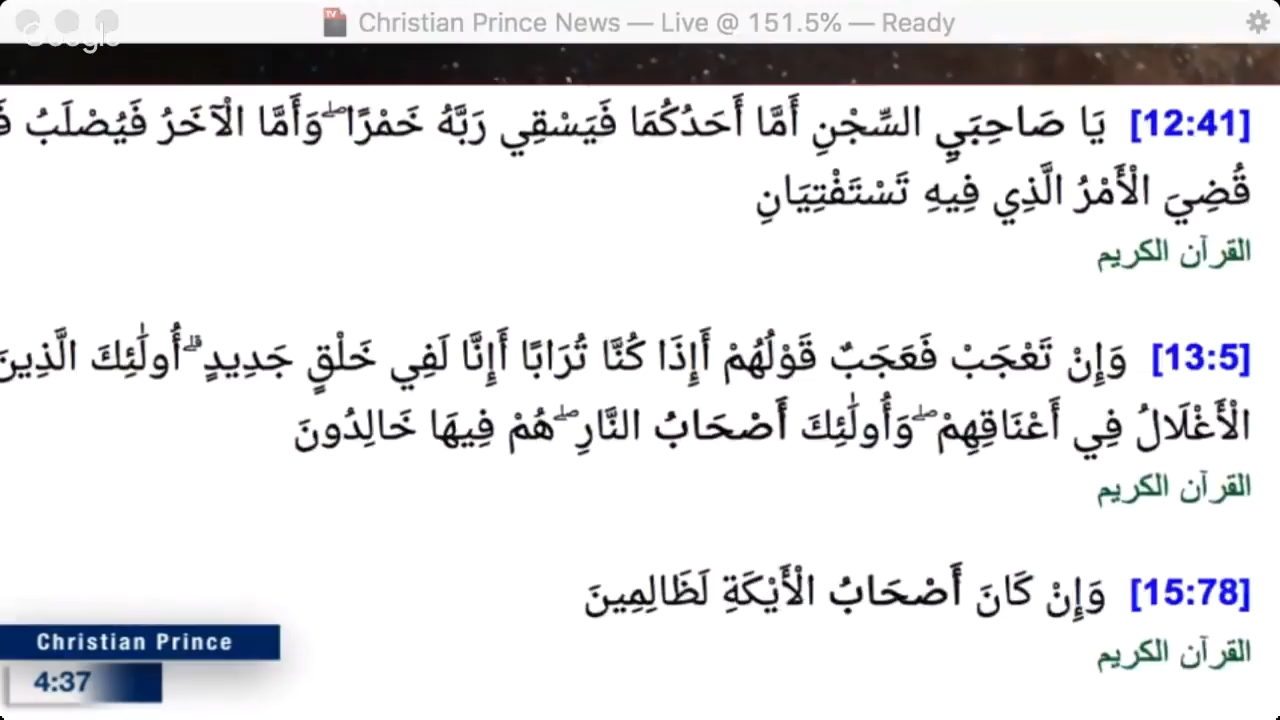 Christian Prince News — Live @ 151.5% — Ready
Google
[12:41] يَا صَاحِبَيِ السِّجْنِ أَمَّا أَحَدُكُمَا فَيَسْقِي رَبَّهُ خَمْرًا ۖ وَأَمَّا الْآخَرُ فَيُصْلَبُ
قُضِيَ الْأَمْرُ الَّذِي فِيهِ تَسْتَفْتِيَانِ
القرآن الكريم
[13:5] وَإِنْ تَعْجَبْ فَعَجَبٌ قَوْلُهُمْ أَإِذَا كُنَّا تُرَابًا أَإِنَّا لَفِي خَلْقٍ جَدِيدٍ ۗ أُولَٰئِكَ الَّذِينَ
الْأَغْلَالُ فِي أَعْنَاقِهِمْ ۖ وَأُولَٰئِكَ أَصْحَابُ النَّارِ ۖ هُمْ فِيهَا خَالِدُونَ
القرآن الكريم
[15:78] وَإِنْ كَانَ أَصْحَابُ الْأَيْكَةِ لَظَالِمِينَ
القرآن الكريم
Christian Prince
4:37